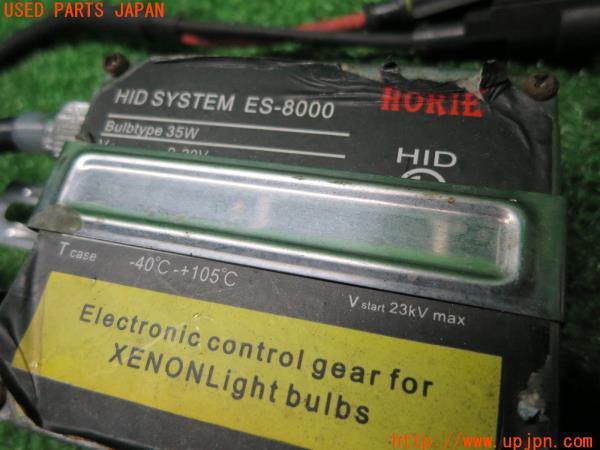 USED PARTS JAPAN
HID SYSTEM ES-8000
HORIE
Bulbtype 35W
HID
T case -40°C-+105°C
V start 23kV max
Electronic control gear for
XENONLight bulbs
http://www.upjpn.com/